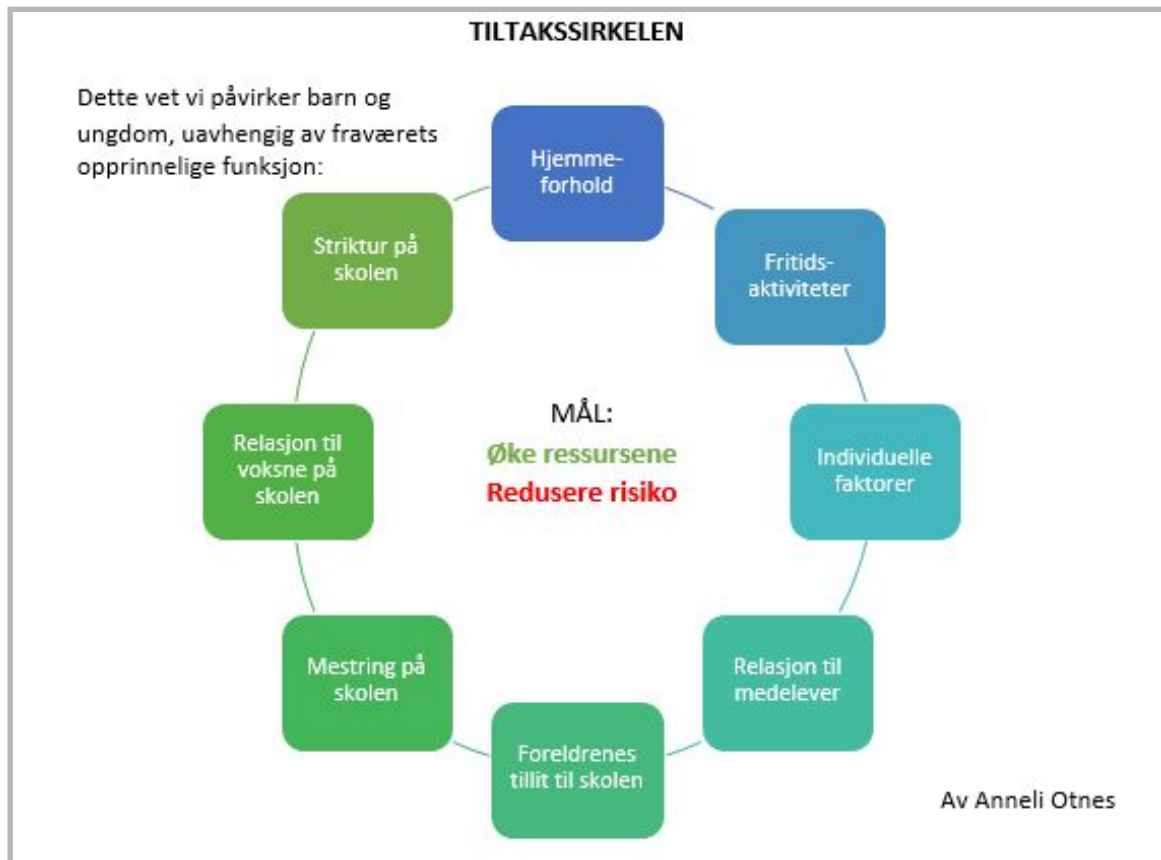 TILTAKSSIRKELEN
Dette vet vi påvirker barn og
ungdom, uavhengig av fraværets
opprinnelige funksjon:
Hjemme-
forhold
Fritids-
aktiviteter
Individuelle
faktorer
Relasjon til
medelever
Foreldrenes
tillit til skolen
Mestring på
skolen
Relasjon til
voksne på
skolen
Striktur på
skolen
MÅL:
Øke ressursene
Redusere risiko
Av Anneli Otnes